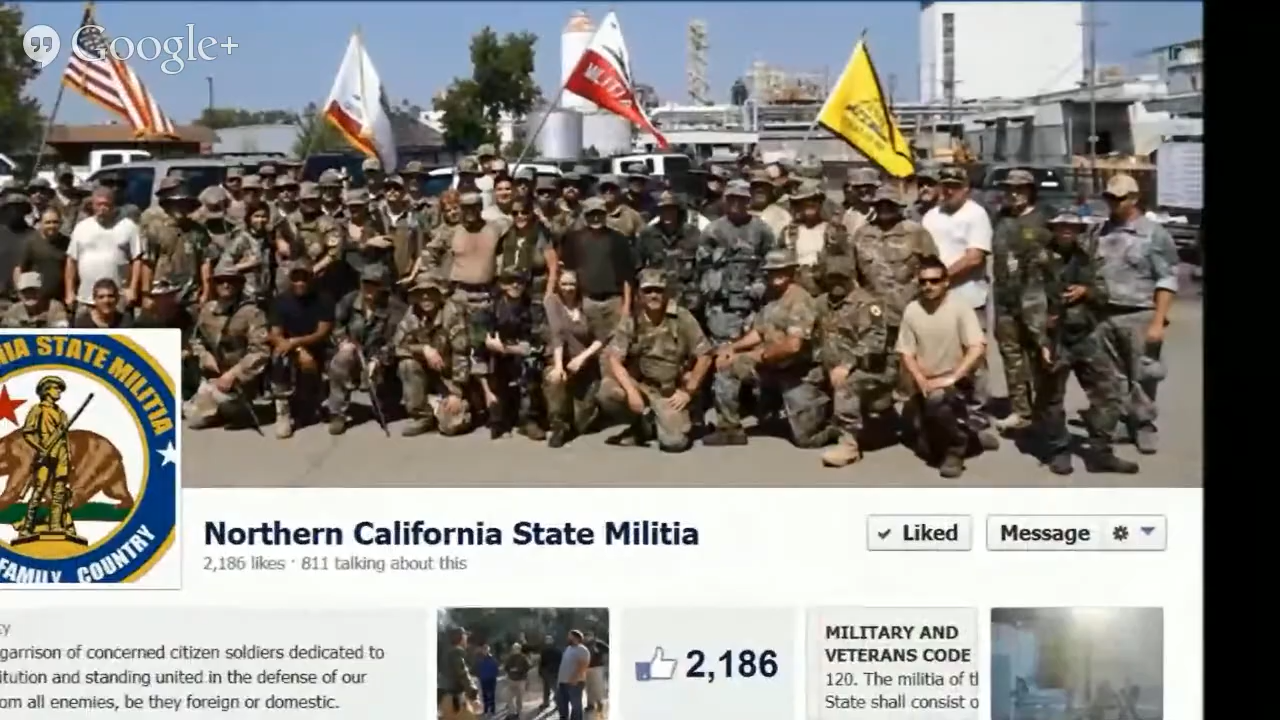 Google+
MILITIA
NIA STATE MILITIA
FAMILY, COUNTRY
Northern California State Militia
2,186 likes · 811 talking about this
Liked
Message
garrison of concerned citizen soldiers dedicated to
itution and standing united in the defense of our
om all enemies, be they foreign or domestic.
2,186
MILITARY AND
VETERANS CODE
120. The militia of th
State shall consist o